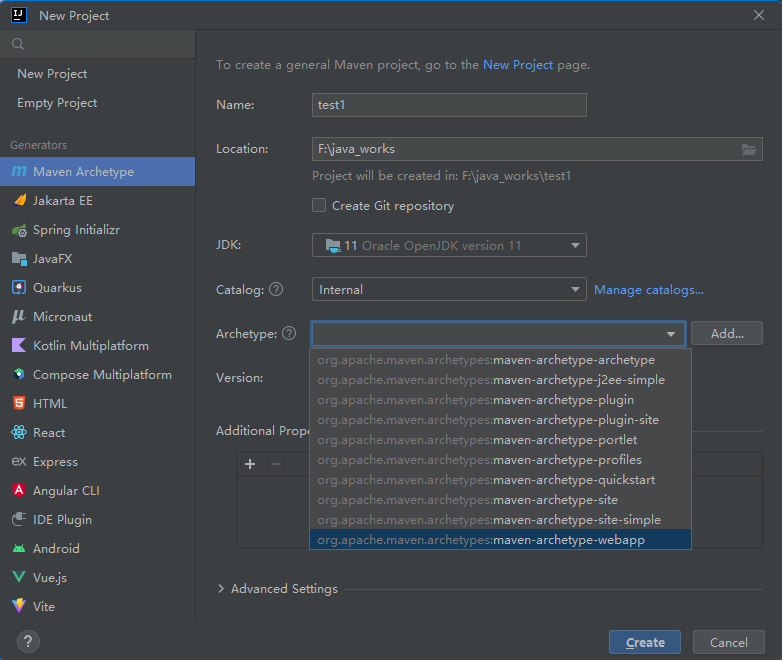 New Project
New Project
Empty Project
Generators
Maven Archetype
Jakarta EE
Spring Initializr
JavaFX
Quarkus
Micronaut
Kotlin Multiplatform
Compose Multiplatform
HTML
React
Express
Angular CLI
IDE Plugin
Android
Vue.js
Vite
To create a general Maven project, go to the New Project page.
Name: test1
Location: F:\java_works
Project will be created in: F:\java_works\test1
Create Git repository
JDK: 11 Oracle OpenJDK version 11
Catalog: Internal Manage catalogs...
Archetype: Add...
org.apache.maven.archetypes:maven-archetype-archetype
org.apache.maven.archetypes:maven-archetype-j2ee-simple
org.apache.maven.archetypes:maven-archetype-plugin
org.apache.maven.archetypes:maven-archetype-plugin-site
org.apache.maven.archetypes:maven-archetype-portlet
org.apache.maven.archetypes:maven-archetype-profiles
org.apache.maven.archetypes:maven-archetype-quickstart
org.apache.maven.archetypes:maven-archetype-site
org.apache.maven.archetypes:maven-archetype-site-simple
org.apache.maven.archetypes:maven-archetype-webapp
Version:
Additional Prop
Advanced Settings
? Create Cancel